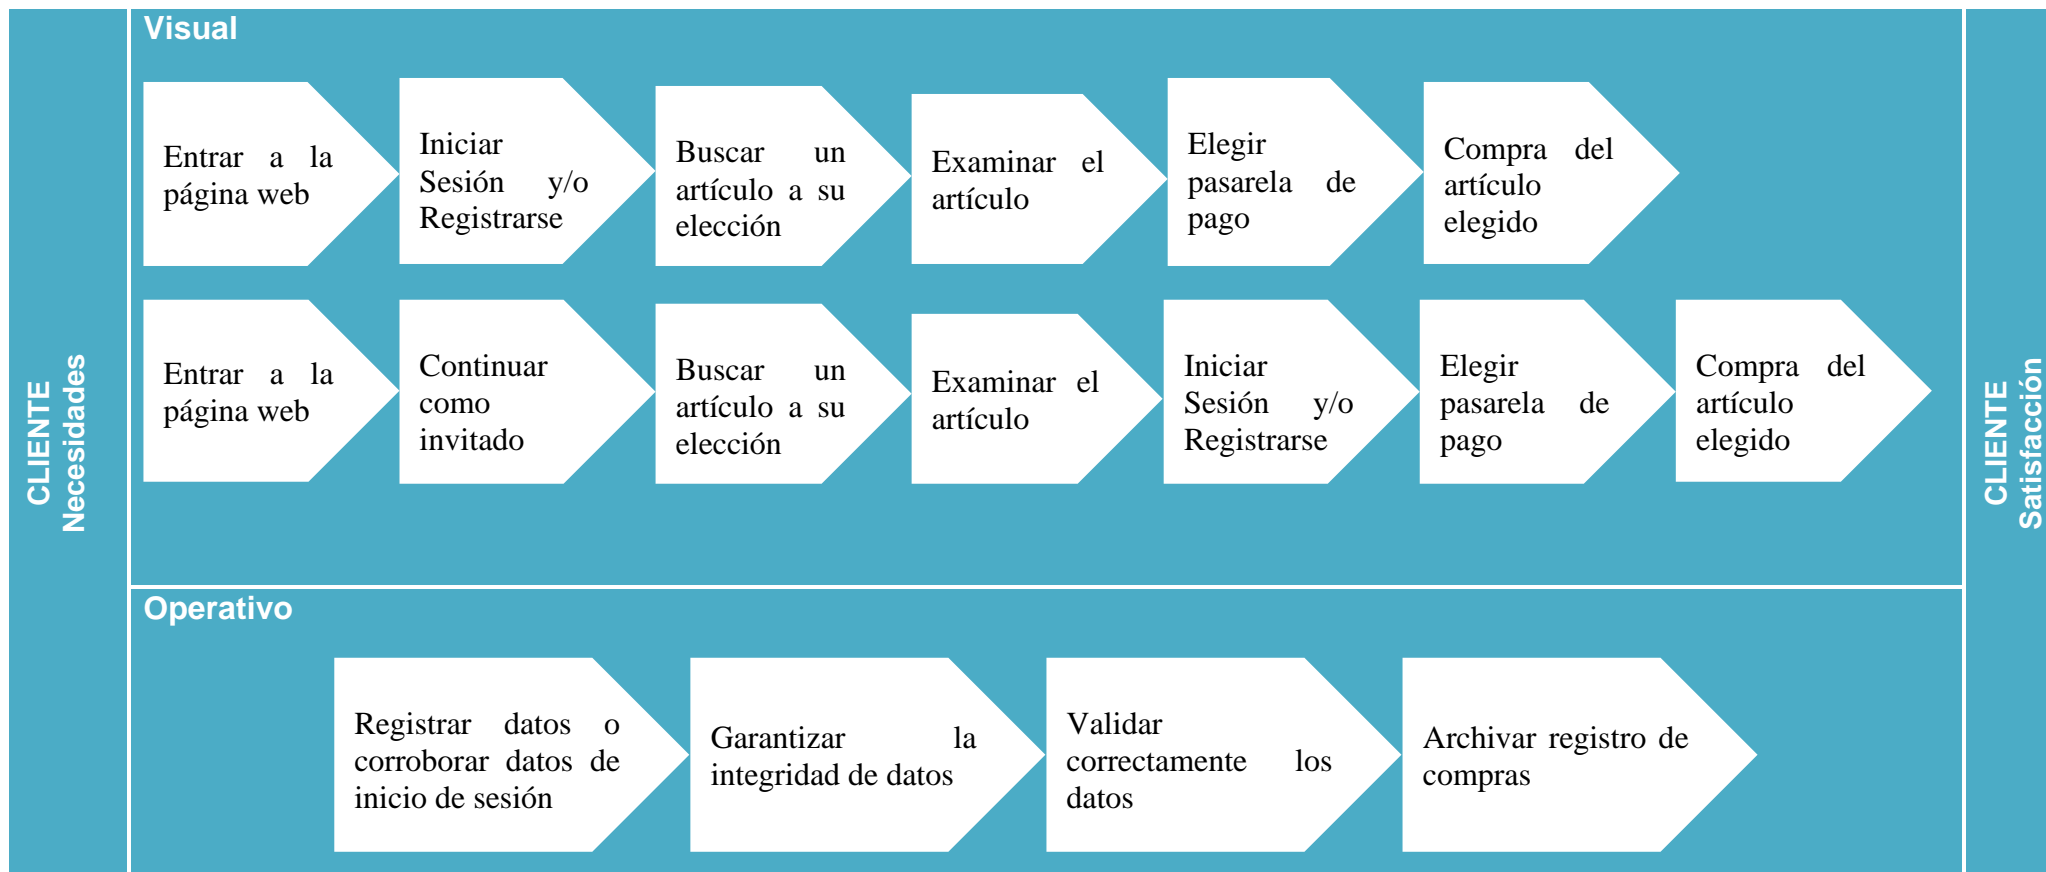 CLIENTE
Necesidades
Visual
Entrar a la
página web
Iniciar
Sesión y/o
Registrarse
Buscar un
artículo a su
elección
Examinar el
artículo
Elegir
pasarela de
pago
Compra del
artículo
elegido
Entrar a la
página web
Continuar
como
invitado
Buscar un
artículo a su
elección
Examinar el
artículo
Iniciar
Sesión y/o
Registrarse
Elegir
pasarela de
pago
Compra del
artículo
elegido
Operativo
Registrar datos o
corroborar datos de
inicio de sesión
Garantizar la
integridad de datos
Validar
correctamente los
datos
Archivar registro de
compras
CLIENTE
Satisfacción